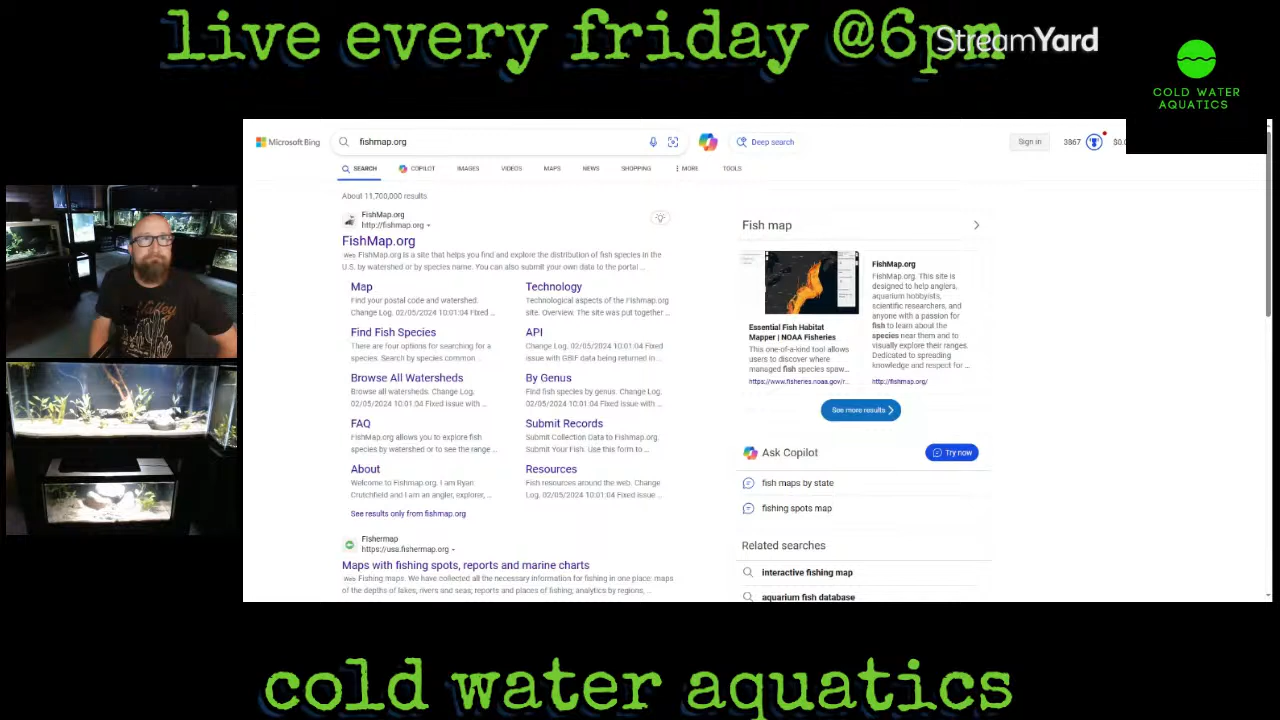 live every friday @6pm
StreamYard
COLD WATER
AQUATICS
Microsoft Bing
fishmap.org
Deep search
Sign in
3867
$0.
SEARCH
COPILOT
IMAGES
VIDEOS
MAPS
NEWS
SHOPPING
MORE
TOOLS
About 11,700,000 results
FishMap.org
http://fishmap.org
FishMap.org
Web FishMap.org is a site that helps you find and explore the distribution of fish species in the
U.S. by watershed or by species name. You can also submit your own data to the portal ...
Map
Find your postal code and watershed.
Change Log. 02/05/2024 10:01:04 Fixed ...
Technology
Technological aspects of the Fishmap.org
site. Overview. The site was put together ...
Find Fish Species
There are four options for searching for a
species. Search by species common ...
API
Change Log. 02/05/2024 10:01:04 Fixed
issue with GBIF data being returned in...
Browse All Watersheds
Browse all watersheds. Change Log.
02/05/2024 10:01:04 Fixed issue with ...
By Genus
Find fish species by genus. Change Log.
02/05/2024 10:01:04 Fixed issue with ...
FAQ
FishMap.org allows you to explore fish
species by watershed or to see the range ...
Submit Records
Submit Collection Data to Fishmap.org.
Submit Your Fish. Use this form to ...
About
Welcome to Fishmap.org. I am Ryan
Crutchfield and I am an angler, explorer, ...
Resources
Fish resources around the web. Change
Log. 02/05/2024 10:01:04 Fixed issue ...
See results only from fishmap.org
Fishermap
https://usa.fishermap.org
Maps with fishing spots, reports and marine charts
Web Fishing maps. We have collected all the necessary information for fishing in one place: maps
of the depths of lakes, rivers and seas; reports and places of fishing; analytics by regions, ...
Fish map
Essential Fish Habitat
Mapper | NOAA Fisheries
This one-of-a-kind tool allows
users to discover where
managed fish species spaw...
https://www.fisheries.noaa.gov/r...
FishMap.org
FishMap.org. This site is
designed to help anglers,
aquarium hobbyists,
scientific researchers, and
anyone with a passion for
fish to learn about the
species near them and to
visually explore their ranges.
Dedicated to spreading
knowledge and respect for ...
http://fishmap.org/
See more results
Ask Copilot
Try now
fish maps by state
fishing spots map
Related searches
interactive fishing map
aquarium fish database
cold water aquatics